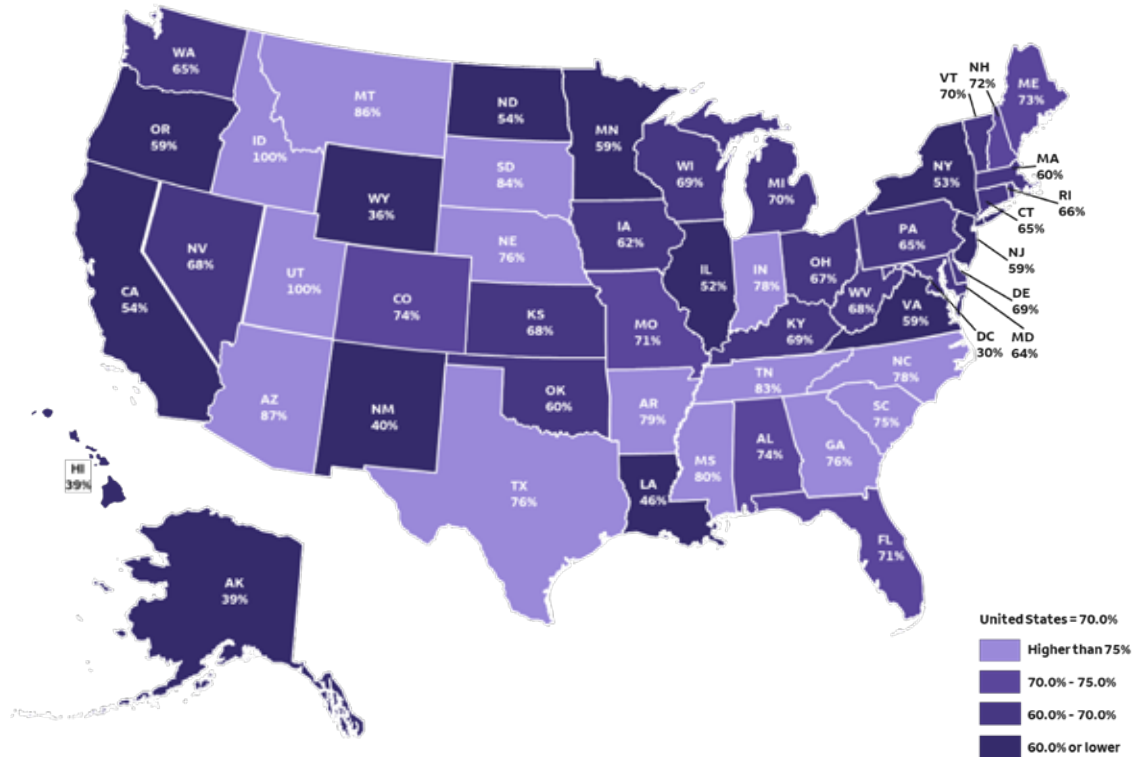 WA
65%
OR
59%
CA
54%
NV
68%
ID
100%
MT
86%
WY
36%
UT
100%
AZ
87%
CO
74%
NM
40%
ND
54%
SD
84%
NE
76%
KS
68%
OK
60%
TX
76%
MN
59%
IA
62%
MO
71%
AR
79%
LA
46%
WI
69%
IL
52%
MI
70%
IN
78%
OH
67%
KY
69%
TN
83%
MS
80%
AL
74%
GA
76%
FL
71%
SC
75%
NC
78%
VA
59%
WV
68%
PA
65%
NY
53%
VT
70%
NH
72%
ME
73%
MA
60%
RI
66%
CT
65%
NJ
59%
DE
69%
MD
64%
DC
30%
HI
39%
AK
39%
United States = 70.0%
Higher than 75%
70.0% - 75.0%
60.0% - 70.0%
60.0% or lower